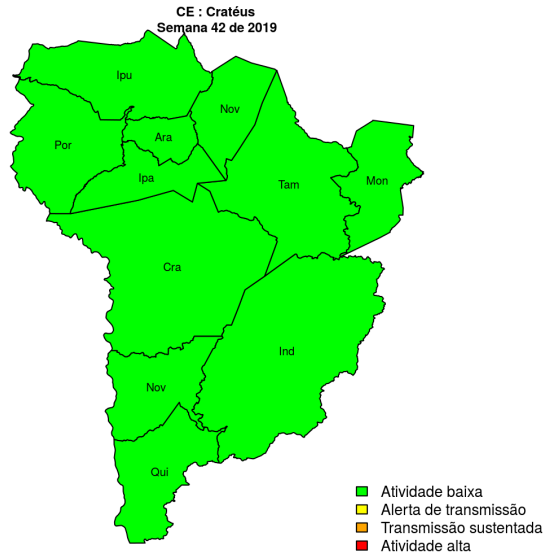 CE : Cratéus
Semana 42 de 2019
Ipu
Nov
Ara
Por
Ipa
Tam
Mon
Cra
Ind
Nov
Qui
Atividade baixa
Alerta de transmissão
Transmissão sustentada
Atividade alta